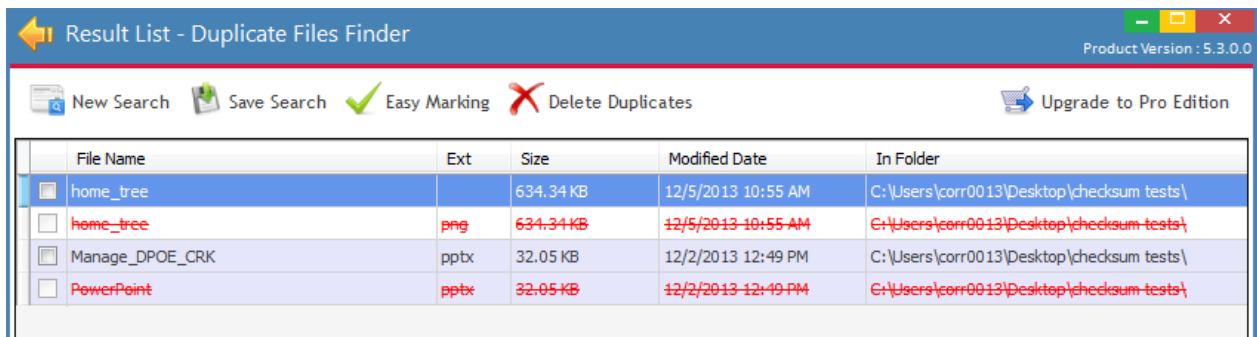 Result List - Duplicate Files Finder
Product Version : 5.3.0.0
New Search Save Search Easy Marking Delete Duplicates Upgrade to Pro Edition
File Name Ext Size Modified Date In Folder
home_tree 634.34 KB 12/5/2013 10:55 AM C:\Users\corr0013\Desktop\checksum tests\
home_tree png 634.34 KB 12/5/2013 10:55 AM C:\Users\corr0013\Desktop\checksum tests\
Manage_DPOE_CRK pptx 32.05 KB 12/2/2013 12:49 PM C:\Users\corr0013\Desktop\checksum tests\
PowerPoint pptx 32.05 KB 12/2/2013 12:49 PM C:\Users\corr0013\Desktop\checksum tests\